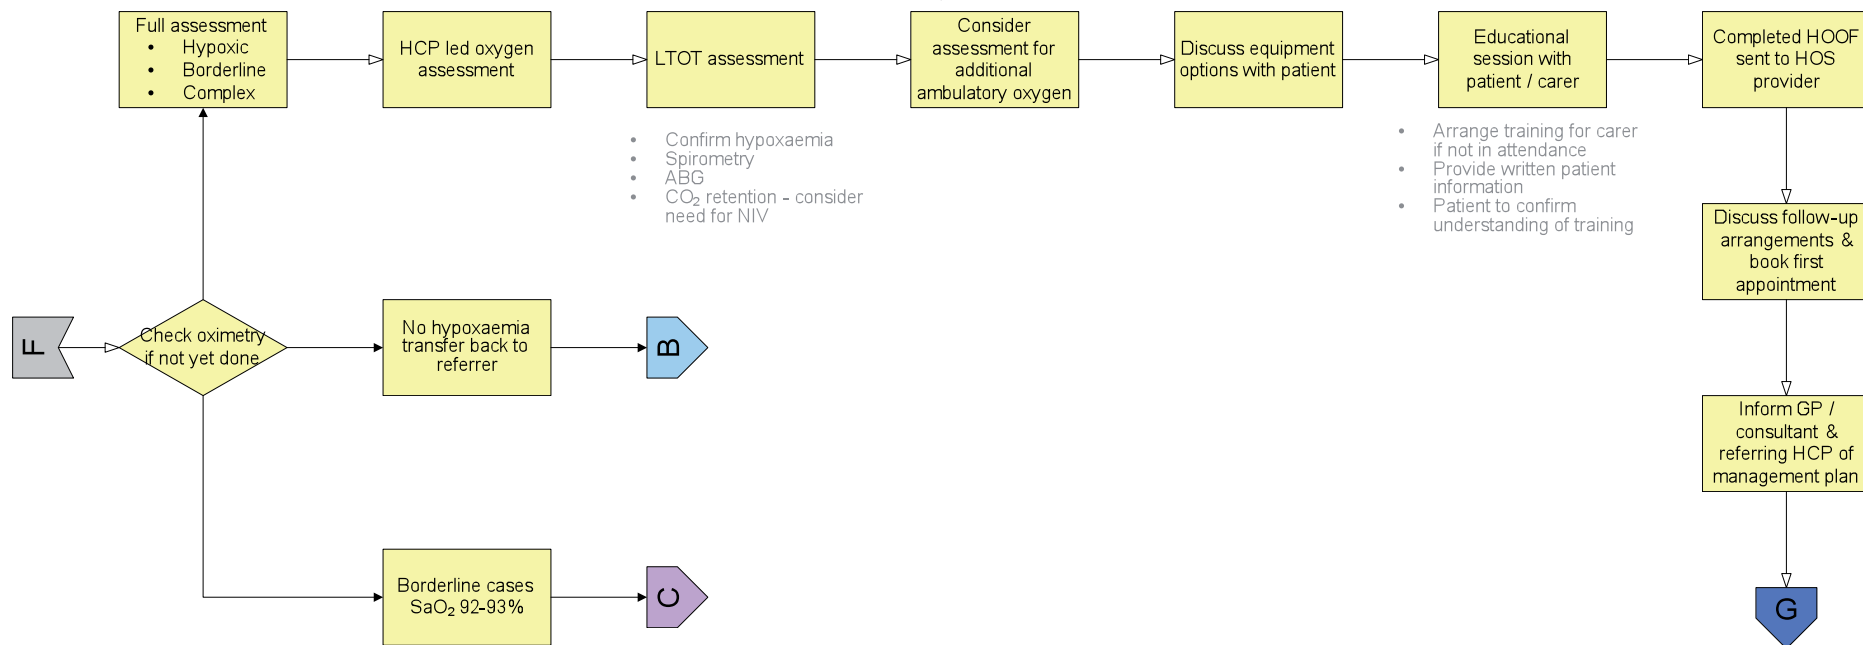 Full assessment
• Hypoxic
• Borderline
• Complex
HCP led oxygen
assessment
LTOT assessment
Consider
assessment for
additional
ambulatory oxygen
Discuss equipment
options with patient
Educational
session with
patient / carer
Completed HOOF
sent to HOS
provider
• Confirm hypoxaemia
• Spirometry
• ABG
• CO₂ retention - consider
need for NIV
• Arrange training for carer
if not in attendance
• Provide written patient
information
• Patient to confirm
understanding of training
Discuss follow-up
arrangements &
book first
appointment
F
Check oximetry
if not yet done
No hypoxaemia
transfer back to
referrer
B
Inform GP /
consultant &
referring HCP of
management plan
Borderline cases
SaO₂ 92-93%
C
G